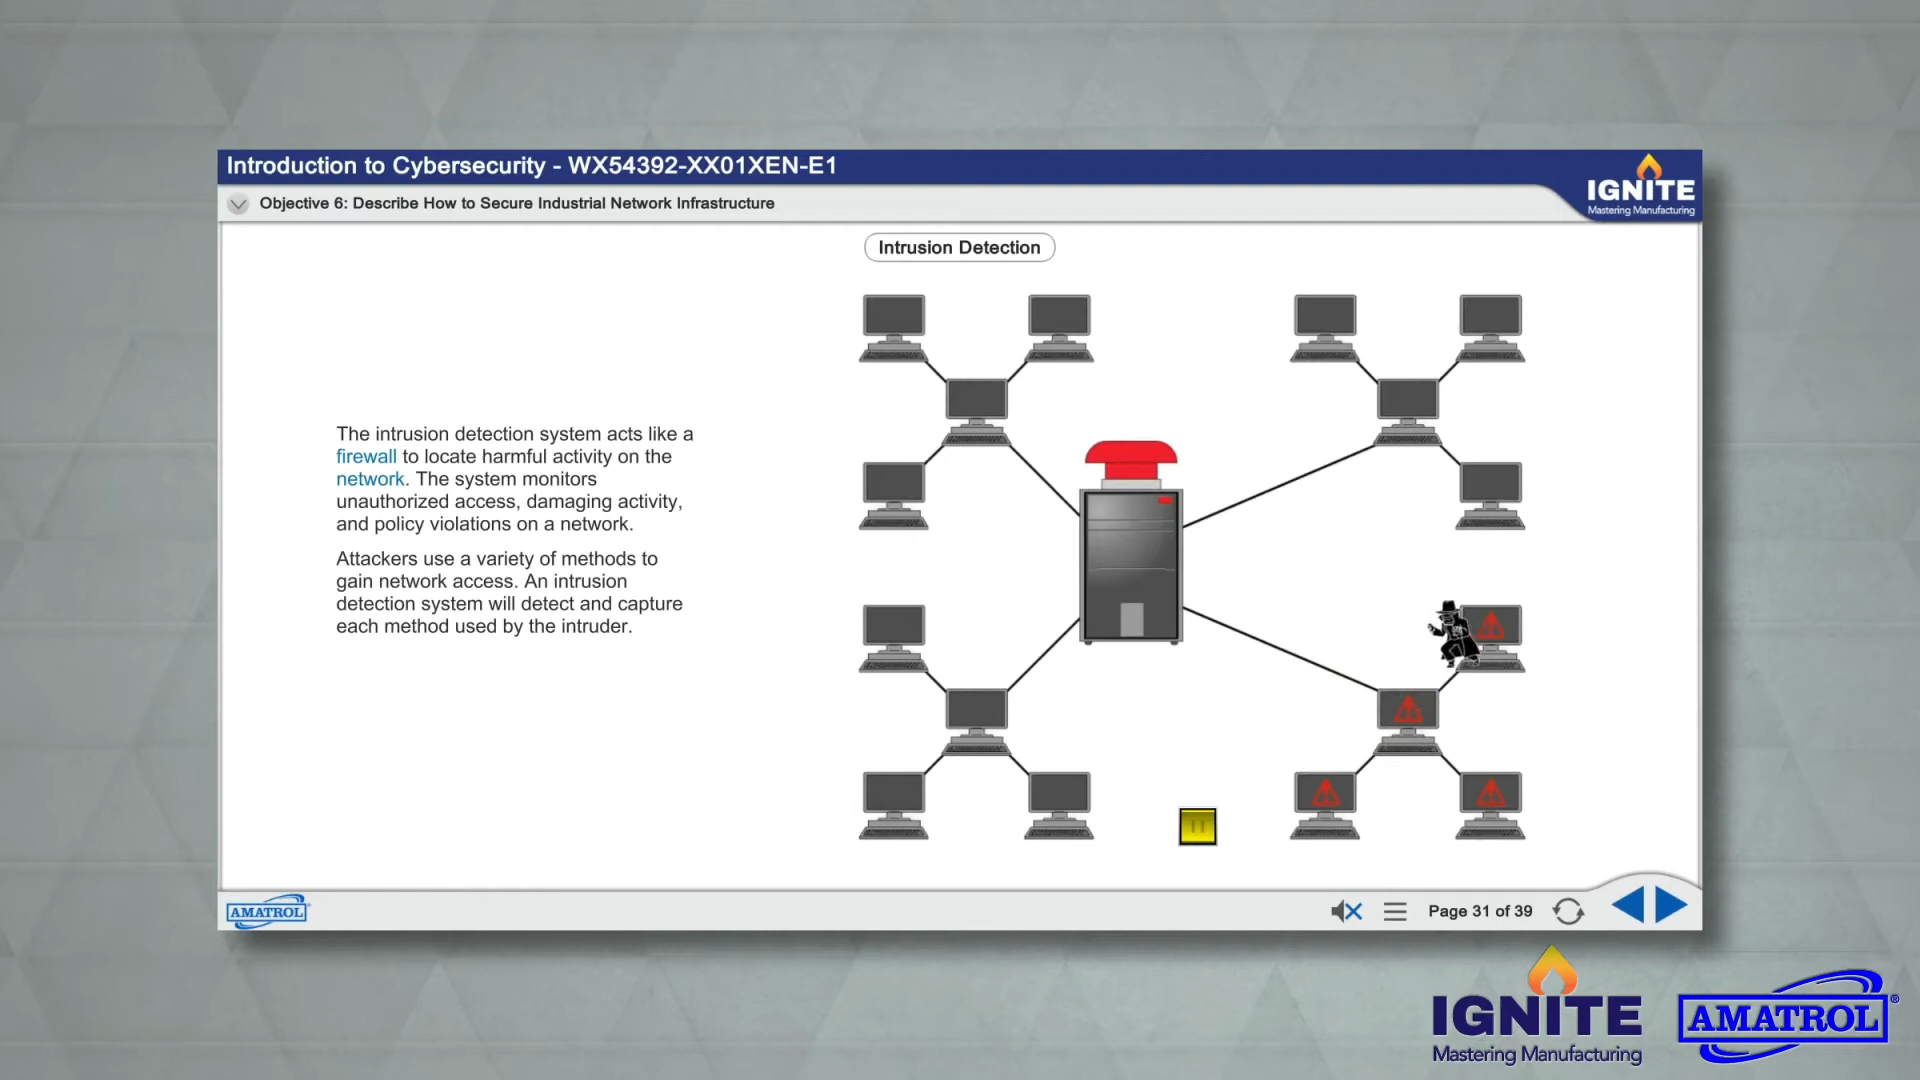 Introduction to Cybersecurity - WX54392-XX01XEN-E1
IGNITE
Mastering Manufacturing
Objective 6: Describe How to Secure Industrial Network Infrastructure
Intrusion Detection
The intrusion detection system acts like a
firewall to locate harmful activity on the
network. The system monitors
unauthorized access, damaging activity,
and policy violations on a network.
Attackers use a variety of methods to
gain network access. An intrusion
detection system will detect and capture
each method used by the intruder.
AMATROL®
Page 31 of 39
IGNITE
Mastering Manufacturing
AMATROL®